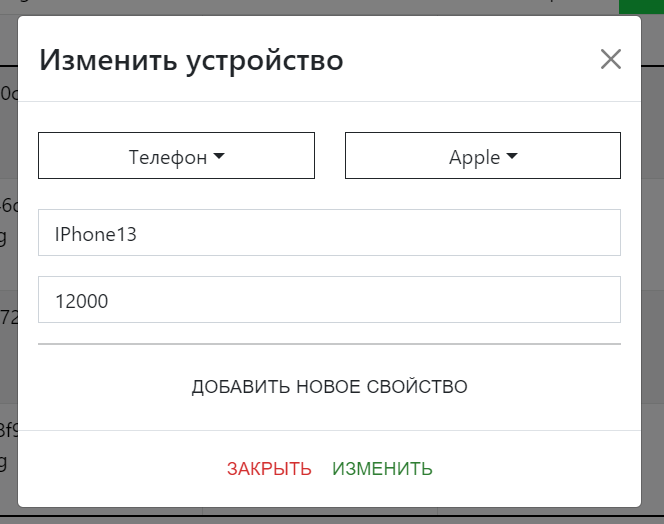 Изменить устройство
Телефон Apple
IPhone13
12000
ДОБАВИТЬ НОВОЕ СВОЙСТВО
ЗАКРЫТЬ ИЗМЕНИТЬ